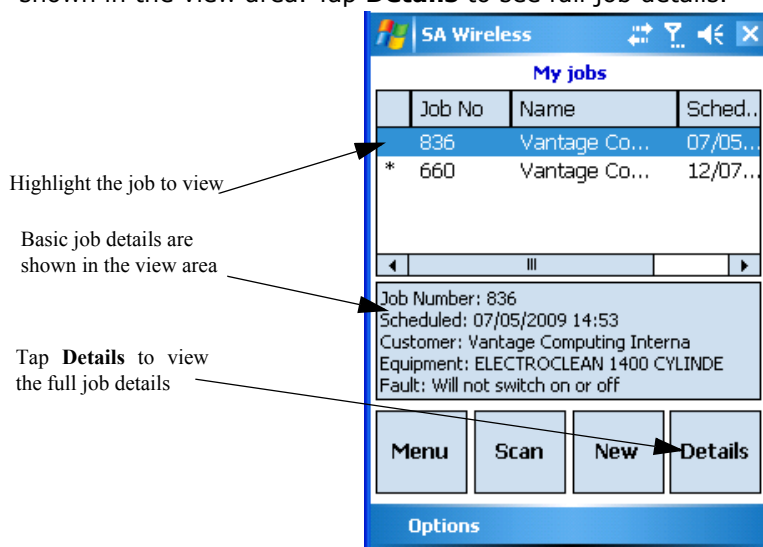 shown in the view area. Tap Details to see full job details.
SA Wireless
My jobs
Job No Name Sched..
836 Vantage Co... 07/05...
* 660 Vantage Co... 12/07...
Highlight the job to view
Basic job details are
shown in the view area
Job Number: 836
Scheduled: 07/05/2009 14:53
Customer: Vantage Computing Interna
Equipment: ELECTROCLEAN 1400 CYLINDE
Fault: Will not switch on or off
Tap Details to view
the full job details
Menu Scan New Details
Options